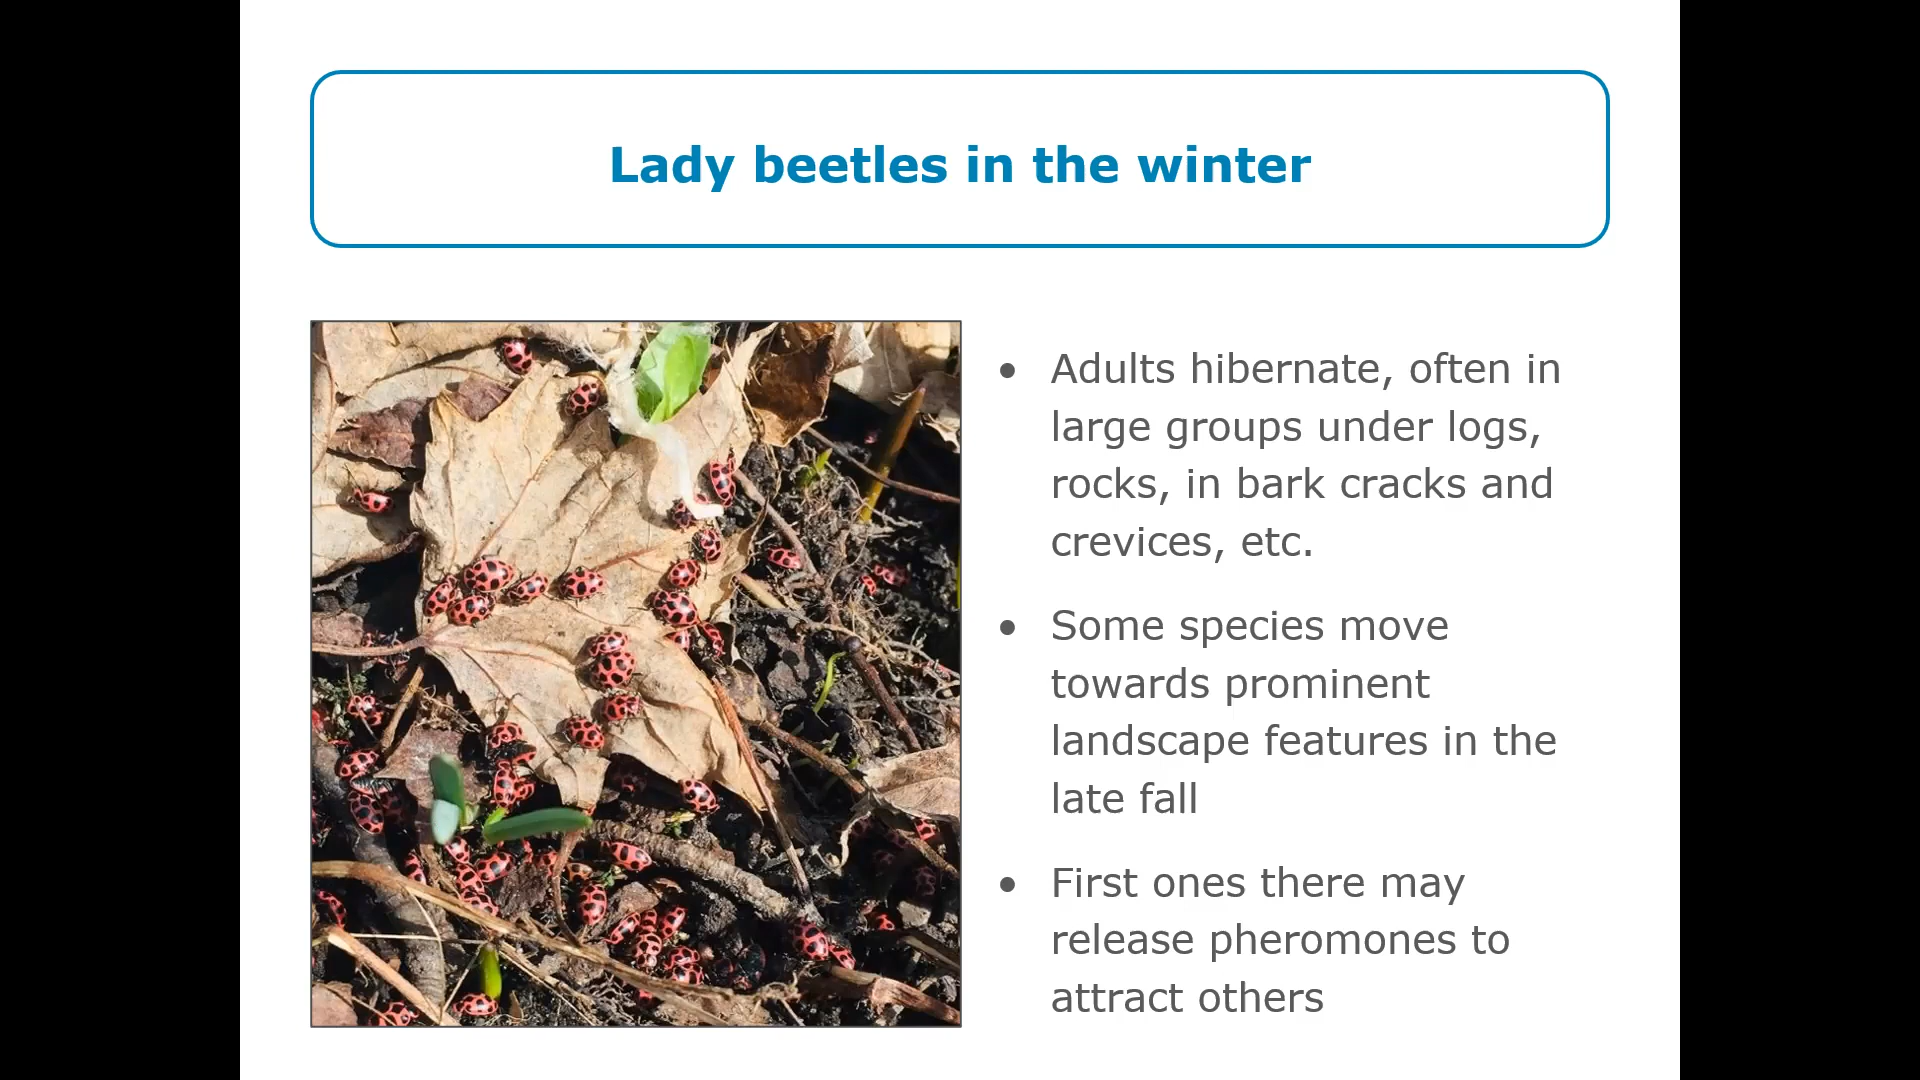 Lady beetles in the winter
• Adults hibernate, often in
large groups under logs,
rocks, in bark cracks and
crevices, etc.
• Some species move
towards prominent
landscape features in the
late fall
• First ones there may
release pheromones to
attract others